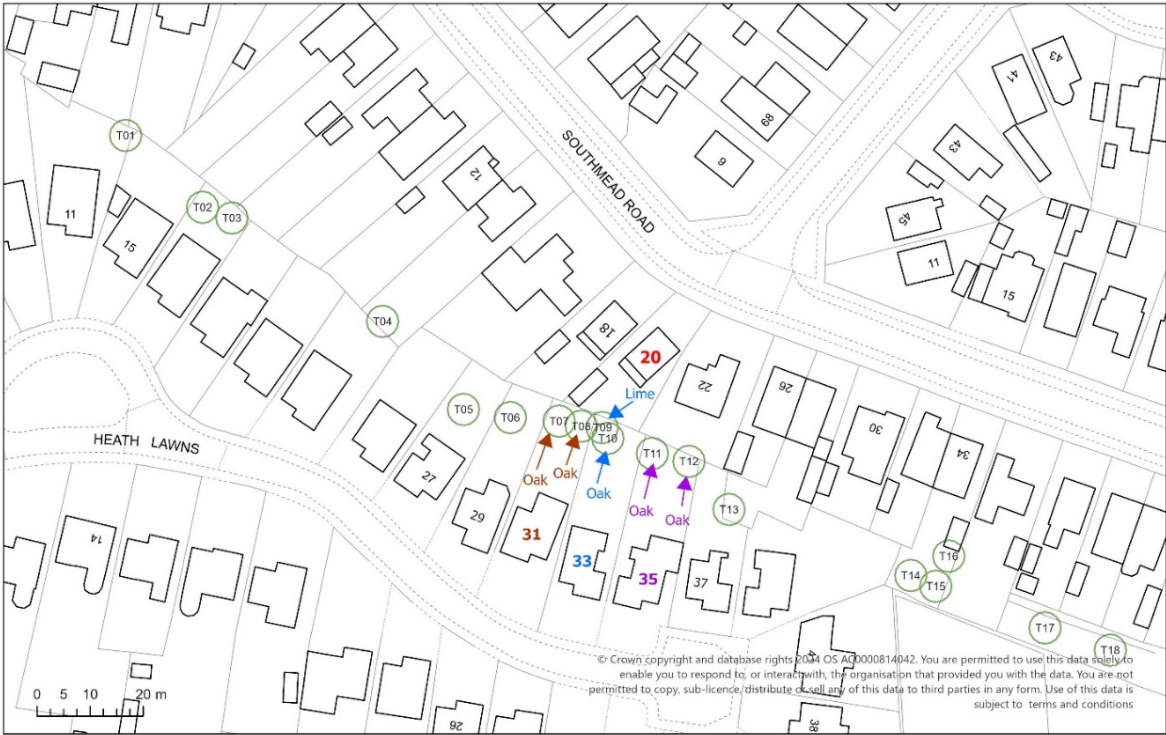 43
41
T01
68
SOUTHMEAD ROAD
6
12
43
T02
T03
11
45
15
11
15
T04
18
20
22
Lime
26
T05
T06
T07
T08
T09
T10
30
HEATH LAWNS
T11
T12
34
27
Oak
Oak
Oak
Oak
Oak
T13
29
31
14
33
T16
T14
T15
35
37
T17
T18
© Crown copyright and database rights 2024 OS AC0000814042. You are permitted to use this data solely to
enable you to respond to, or interact with, the organisation that provided you with the data. You are not
permitted to copy, sub-licence, distribute or sell any of this data to third parties in any form. Use of this data is
subject to terms and conditions
0 5 10 20 m
26
38